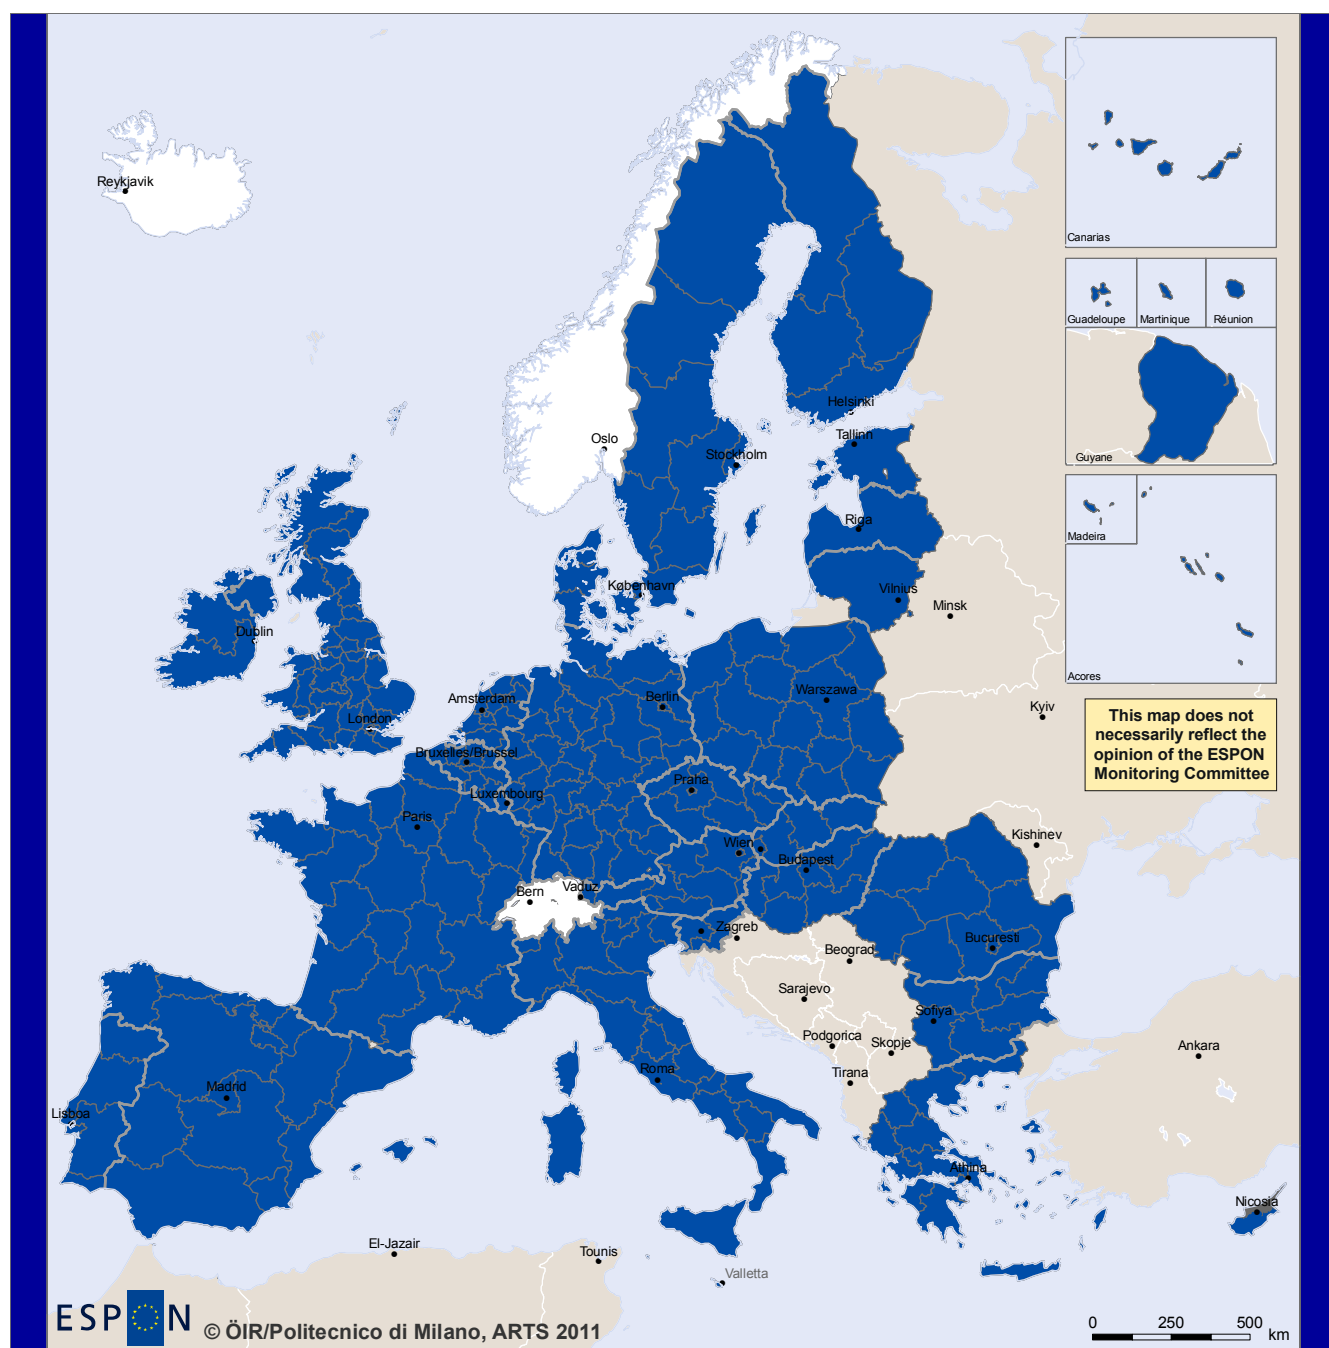 Reykjavik
Canarias
Guadeloupe
Martinique
Réunion
Helsinki
Oslo
Tallinn
Stockholm
Guyane
Riga
Madeira
København
Vilnius
Minsk
Dublin
Acores
Amsterdam
Berlin
Warszawa
London
Kyiv
This map does not
necessarily reflect the
opinion of the ESPON
Monitoring Committee
Bruxelles/Brussel
Praha
Luxembourg
Paris
Kishinev
Wien
Budapest
Bern
Vaduz
Zagreb
Bucuresti
Beograd
Sarajevo
Sofiya
Podgorica
Skopje
Ankara
Roma
Tirana
Madrid
Lisboa
Athina
Nicosia
El-Jazair
Tounis
Valletta
ESPON
© ÖIR/Politecnico di Milano, ARTS 2011
0 250 500
km